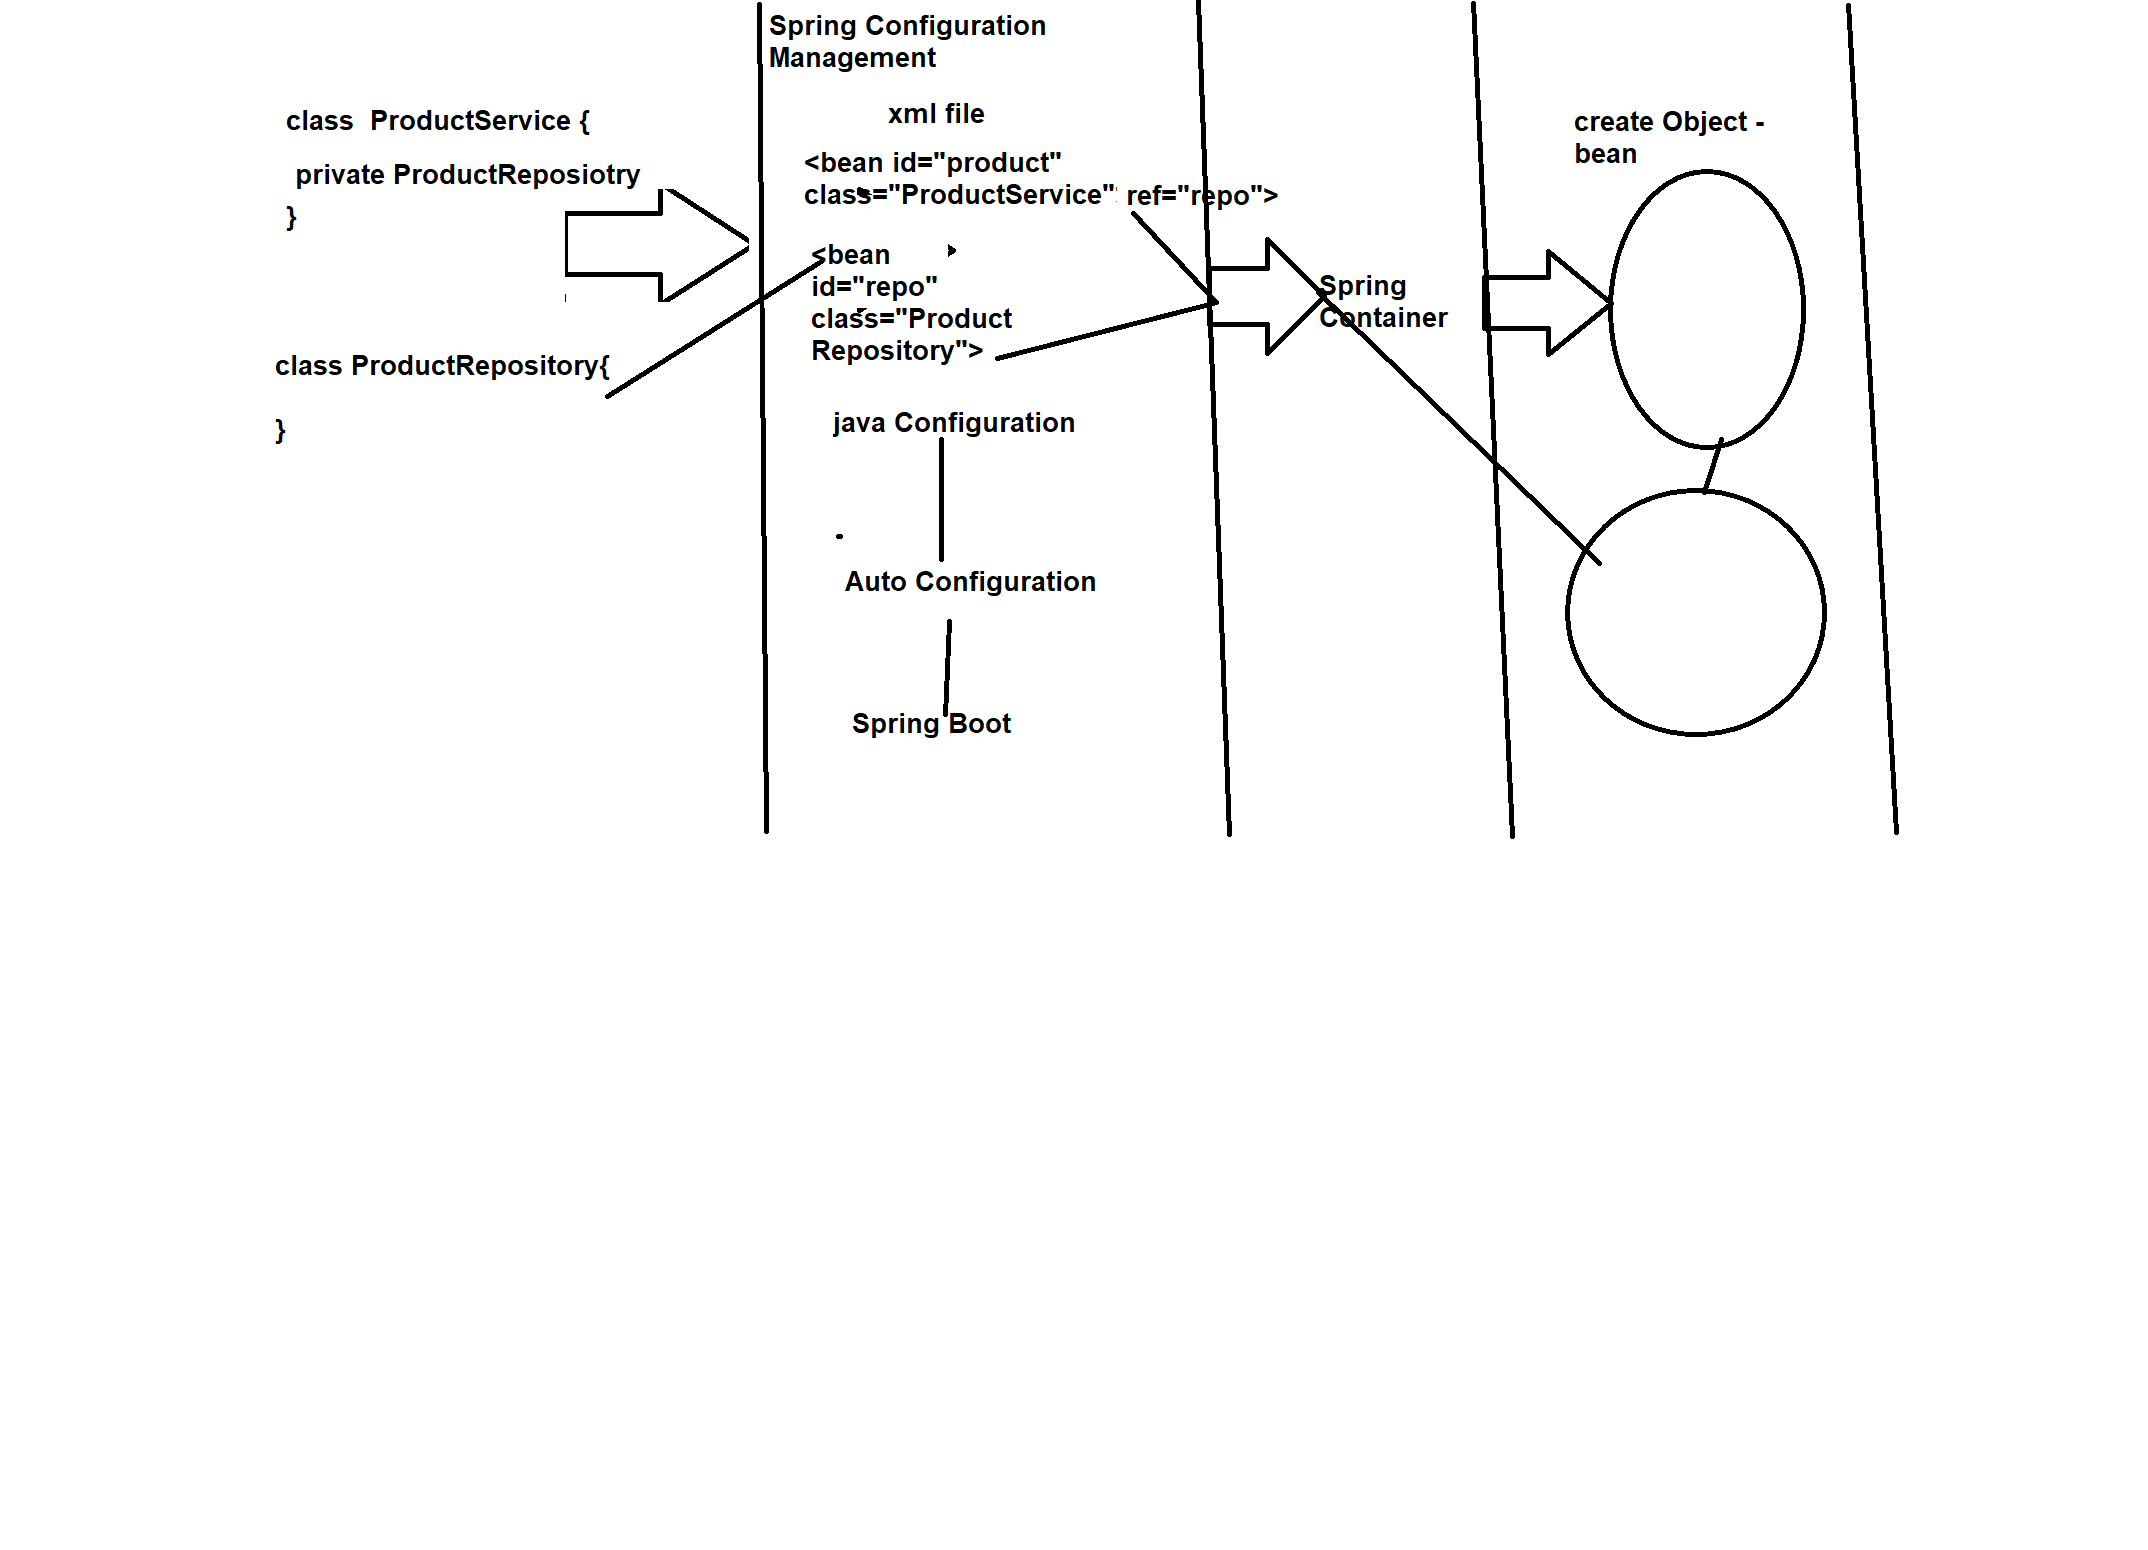 class  ProductService {
private ProductReposiotry
}
class ProductRepository{
}
Spring Configuration
Management
xml file
<bean id="product"
class="ProductService" ref="repo">
<bean
id="repo"
class="Product
Repository">
java Configuration
Auto Configuration
Spring Boot
Spring
Container
create Object -
bean